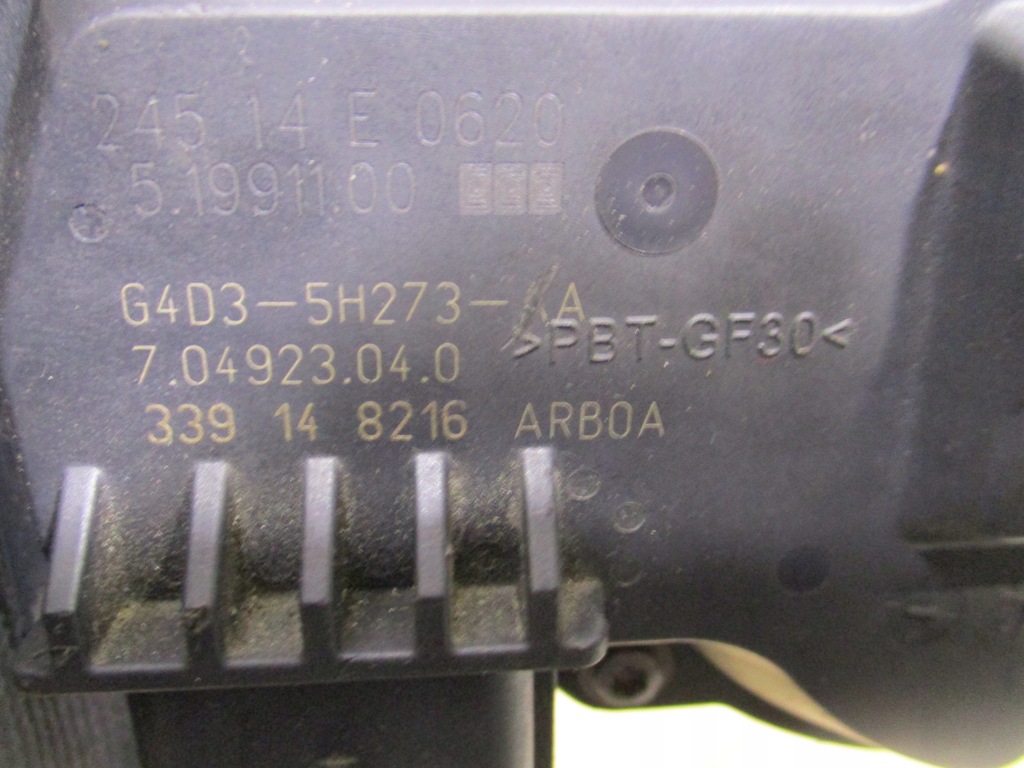 245 14 E 0620
5.19911.00
G4D3-5H273- A
>PBT-GF30<
7.04923.04.0
339 14 8216 ARBOA